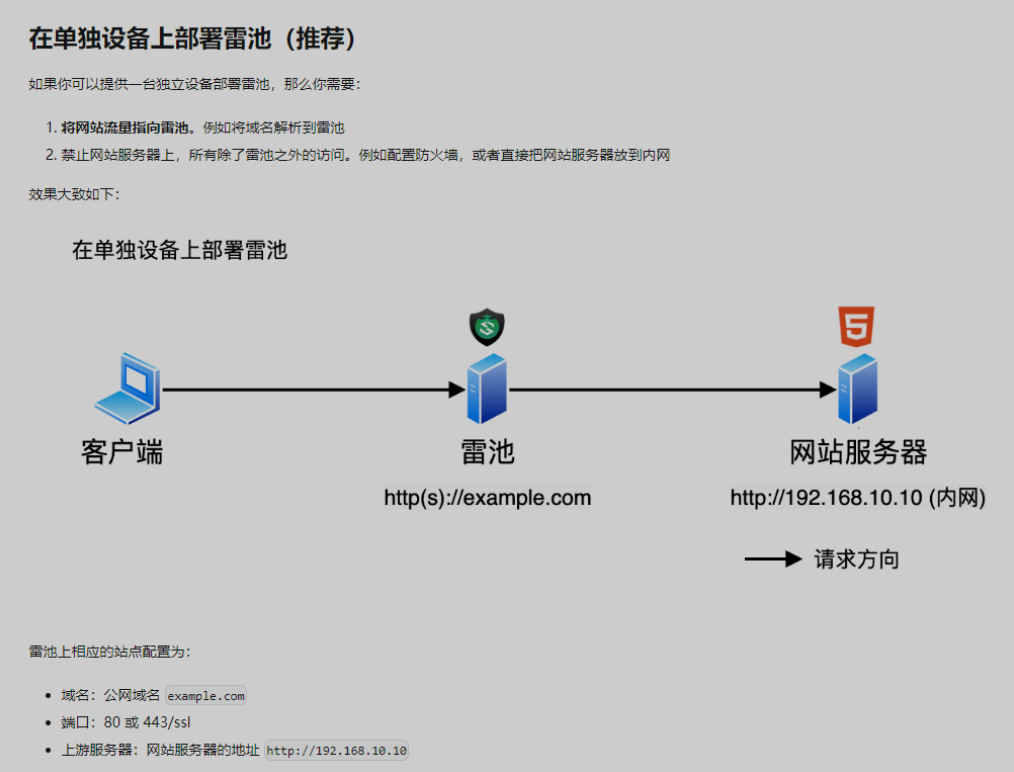 在单独设备上部署雷池（推荐）
如果你可以提供一台独立设备部署雷池，那么你需要：
1. 将网站流量指向雷池。例如将域名解析到雷池
2. 禁止网站服务器上，所有除了雷池之外的访问。例如配置防火墙，或者直接把网站服务器放到内网
效果大致如下：
在单独设备上部署雷池
5
S
客户端
雷池
网站服务器
http(s)://example.com
http://192.168.10.10 (内网)
请求方向
雷池上相应的站点配置为：
• 域名：公网域名 example.com
• 端口：80 或 443/ssl
• 上游服务器：网站服务器的地址 http://192.168.10.10